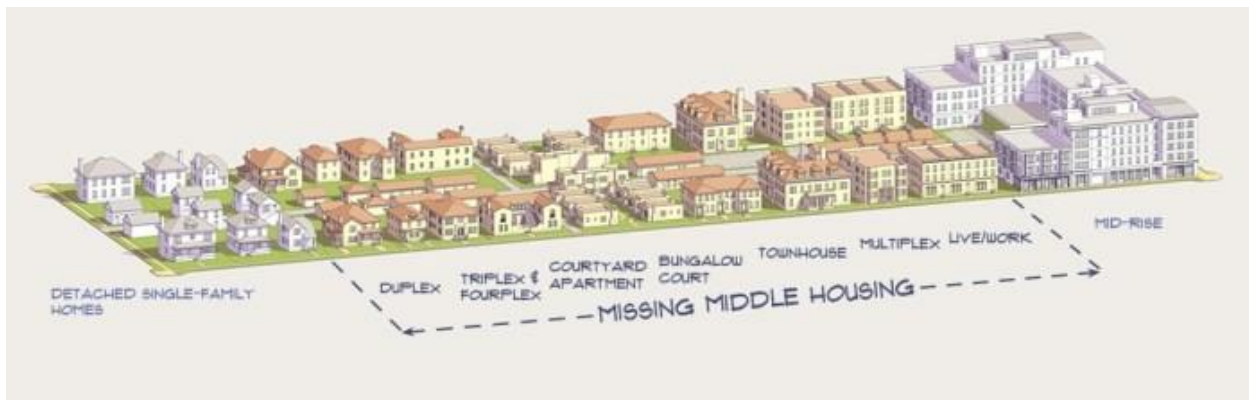 DETACHED SINGLE-FAMILY
HOMES
DUPLEX
TRIPLEX &
FOURPLEX
COURTYARD
APARTMENT
BUNGALOW
COURT
TOWNHOUSE
MULTIPLEX
LIVE/WORK
MID-RISE
MISSING MIDDLE HOUSING